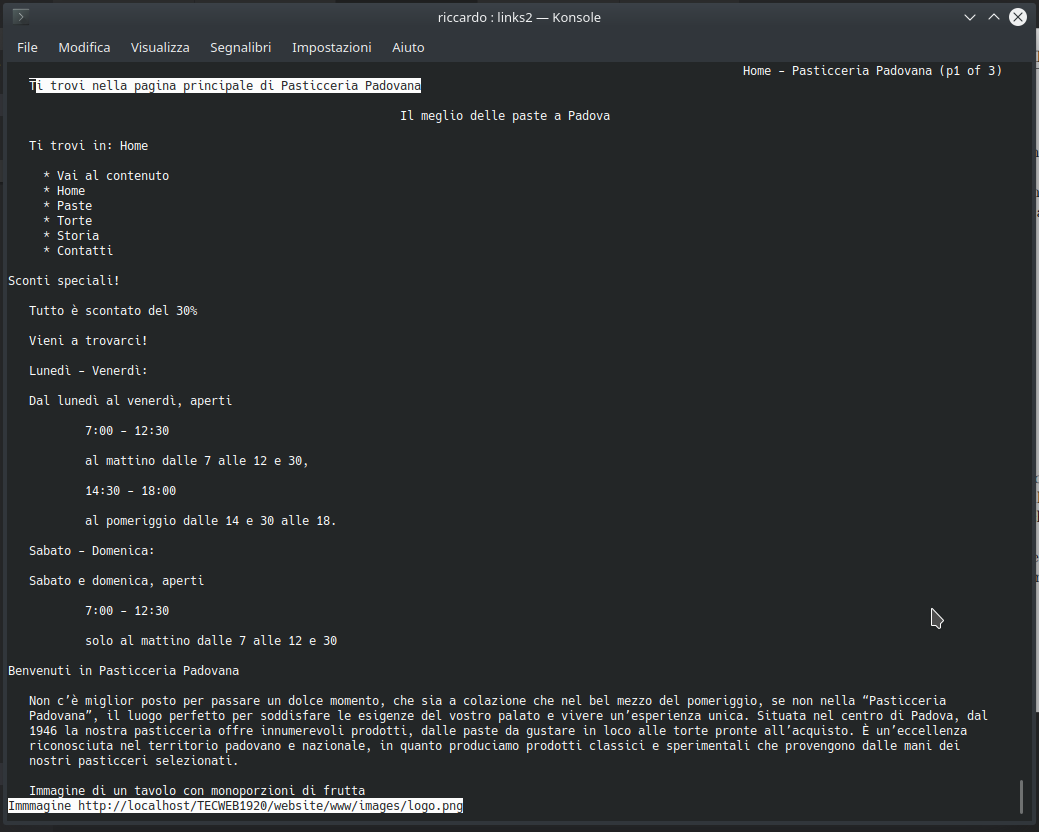 riccardo : links2 — Konsole
File Modifica Visualizza Segnalibri Impostazioni Aiuto
Home - Pasticceria Padovana (p1 of 3)
Ti trovi nella pagina principale di Pasticceria Padovana
Il meglio delle paste a Padova
Ti trovi in: Home
* Vai al contenuto
* Home
* Paste
* Torte
* Storia
* Contatti
Sconti speciali!
Tutto è scontato del 30%
Vieni a trovarci!
Lunedì - Venerdì:
Dal lunedì al venerdì, aperti
7:00 - 12:30
al mattino dalle 7 alle 12 e 30,
14:30 - 18:00
al pomeriggio dalle 14 e 30 alle 18.
Sabato - Domenica:
Sabato e domenica, aperti
7:00 - 12:30
solo al mattino dalle 7 alle 12 e 30
Benvenuti in Pasticceria Padovana
Non c’è miglior posto per passare un dolce momento, che sia a colazione che nel bel mezzo del pomeriggio, se non nella “Pasticceria
Padovana”, il luogo perfetto per soddisfare le esigenze del vostro palato e vivere un’esperienza unica. Situata nel centro di Padova, dal
1946 la nostra pasticceria offre innumerevoli prodotti, dalle paste da gustare in loco alle torte pronte all’acquisto. È un’eccellenza
riconosciuta nel territorio padovano e nazionale, in quanto produciamo prodotti classici e sperimentali che provengono dalle mani dei
nostri pasticceri selezionati.
Immagine di un tavolo con monoporzioni di frutta
Immmagine http://localhost/TECWEB1920/website/www/images/logo.png